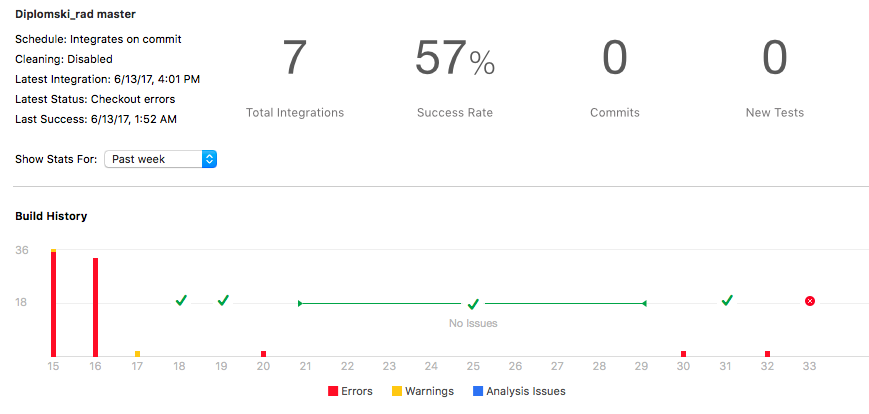 Diplomski_rad master
Schedule: Integrates on commit
Cleaning: Disabled
Latest Integration: 6/13/17, 4:01 PM
Latest Status: Checkout errors
Last Success: 6/13/17, 1:52 AM
7
Total Integrations
57%
Success Rate
0
Commits
0
New Tests
Show Stats For: Past week
Build History
36
18
No Issues
15 16 17 18 19 20 21 22 23 24 25 26 27 28 29 30 31 32 33
Errors Warnings Analysis Issues